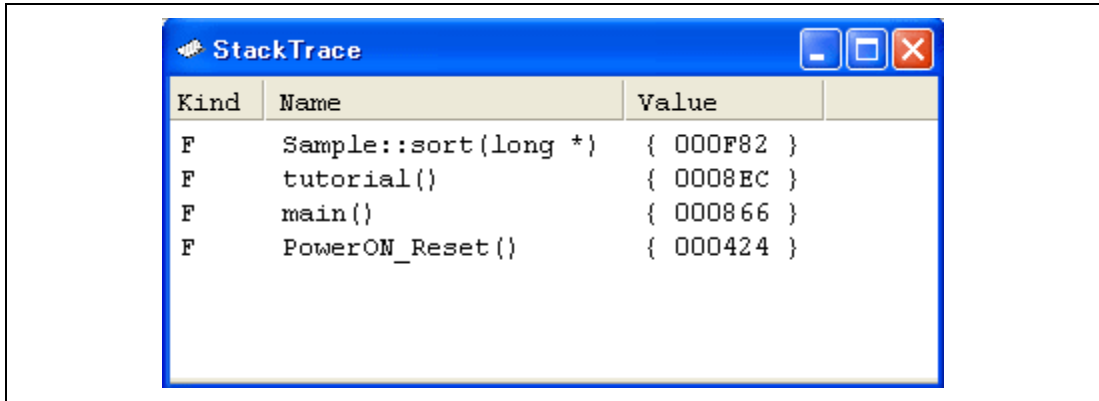 StackTrace
Kind Name Value
F Sample::sort(long *) { 000F82 }
F tutorial() { 0008EC }
F main() { 000866 }
F PowerON_Reset() { 000424 }